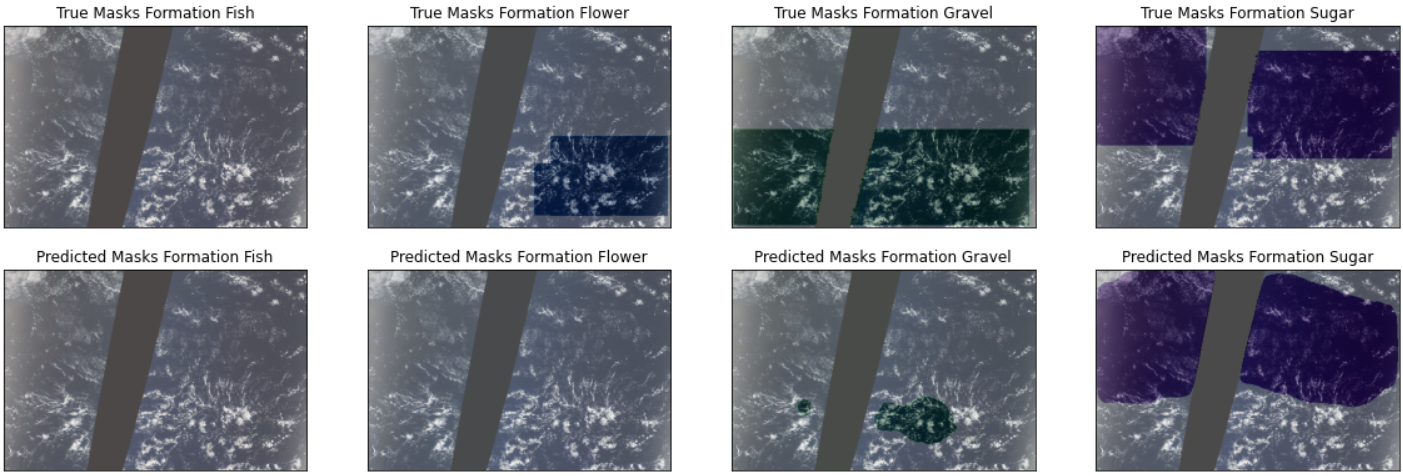 True Masks Formation Fish
True Masks Formation Flower
True Masks Formation Gravel
True Masks Formation Sugar
Predicted Masks Formation Fish
Predicted Masks Formation Flower
Predicted Masks Formation Gravel
Predicted Masks Formation Sugar